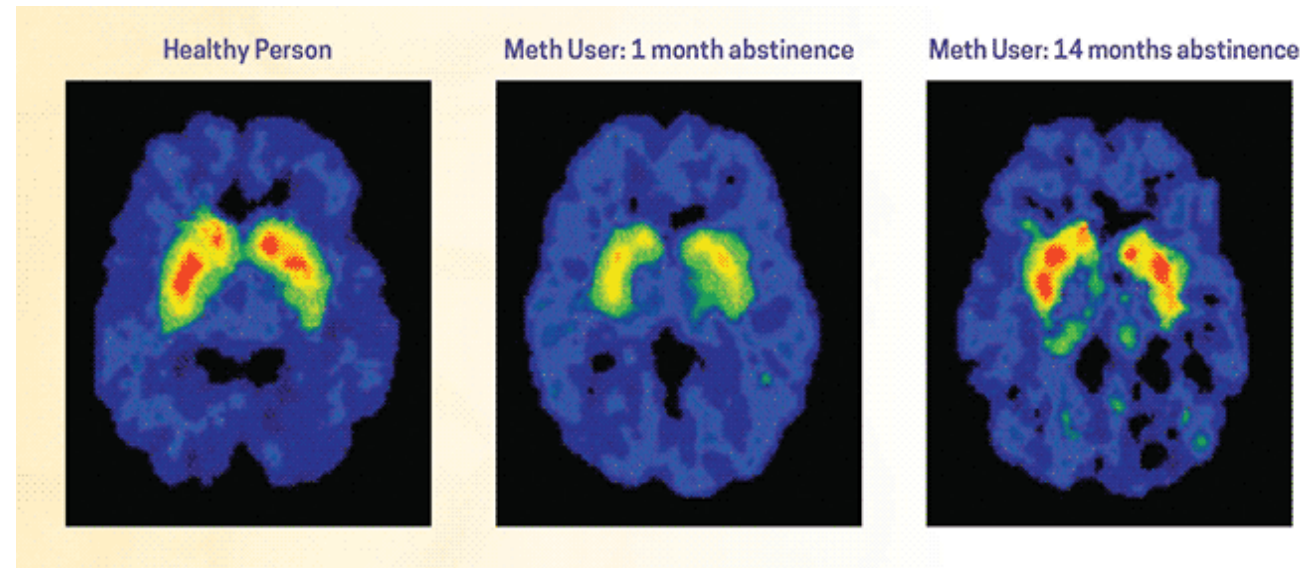 Healthy Person
Meth User: 1 month abstinence
Meth User: 14 months abstinence